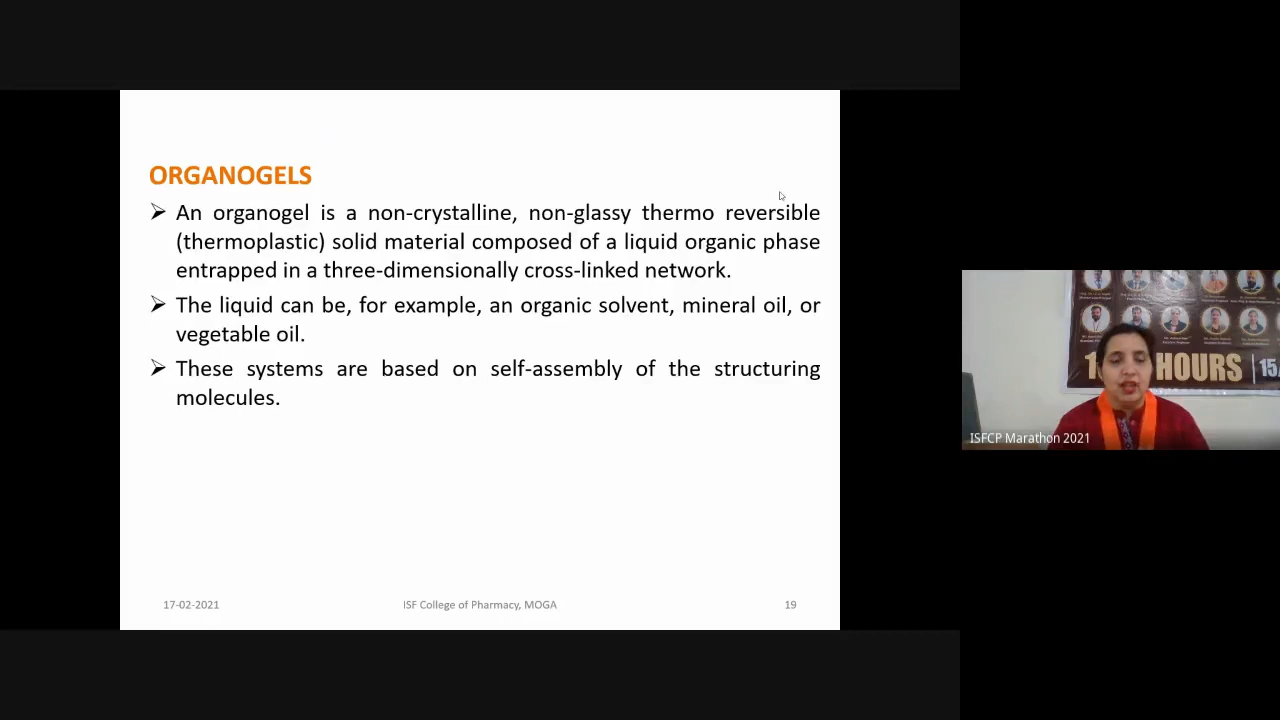 ORGANOGELS
➢ An organogel is a non-crystalline, non-glassy thermo reversible
(thermoplastic) solid material composed of a liquid organic phase
entrapped in a three-dimensionally cross-linked network.
➢ The liquid can be, for example, an organic solvent, mineral oil, or
vegetable oil.
➢ These systems are based on self-assembly of the structuring
molecules.
17-02-2021 ISF College of Pharmacy, MOGA 19
HOURS 15/
ISFCP Marathon 2021